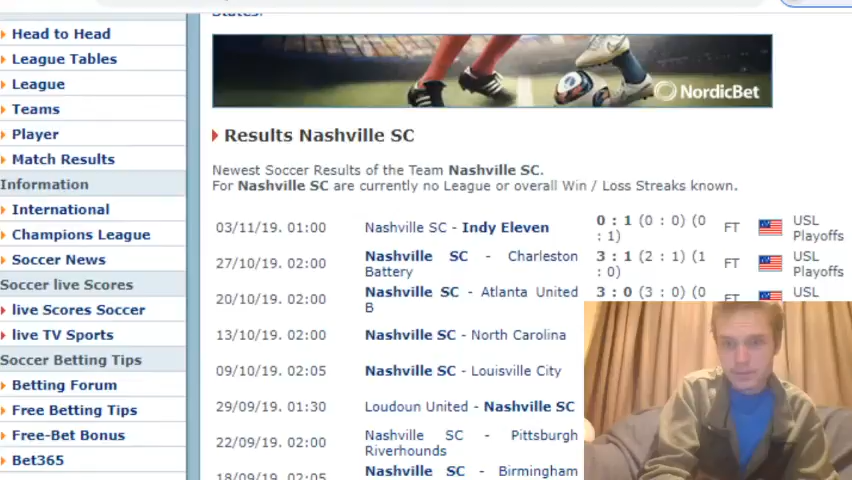 States.
Head to Head
League Tables
League
Teams
Player
Match Results
Information
International
Champions League
Soccer News
Soccer live Scores
live Scores Soccer
live TV Sports
Soccer Betting Tips
Betting Forum
Free Betting Tips
Free-Bet Bonus
Bet365
NordicBet
Results Nashville SC
Newest Soccer Results of the Team Nashville SC.
For Nashville SC are currently no League or overall Win / Loss Streaks known.
03/11/19. 01:00 Nashville SC - Indy Eleven 0 : 1 (0 : 0) (0 FT USL
: 1) Playoffs
27/10/19. 02:00 Nashville SC - Charleston 3 : 1 (2 : 1) (1 FT USL
Battery : 0) Playoffs
20/10/19. 02:00 Nashville SC - Atlanta United 3 : 0 (3 : 0) (0 FT USL
B
13/10/19. 02:00 Nashville SC - North Carolina
09/10/19. 02:05 Nashville SC - Louisville City
29/09/19. 01:30 Loudoun United - Nashville SC
22/09/19. 02:00 Nashville SC - Pittsburgh
Riverhounds
18/09/19. 02:05 Nashville SC - Birmingham